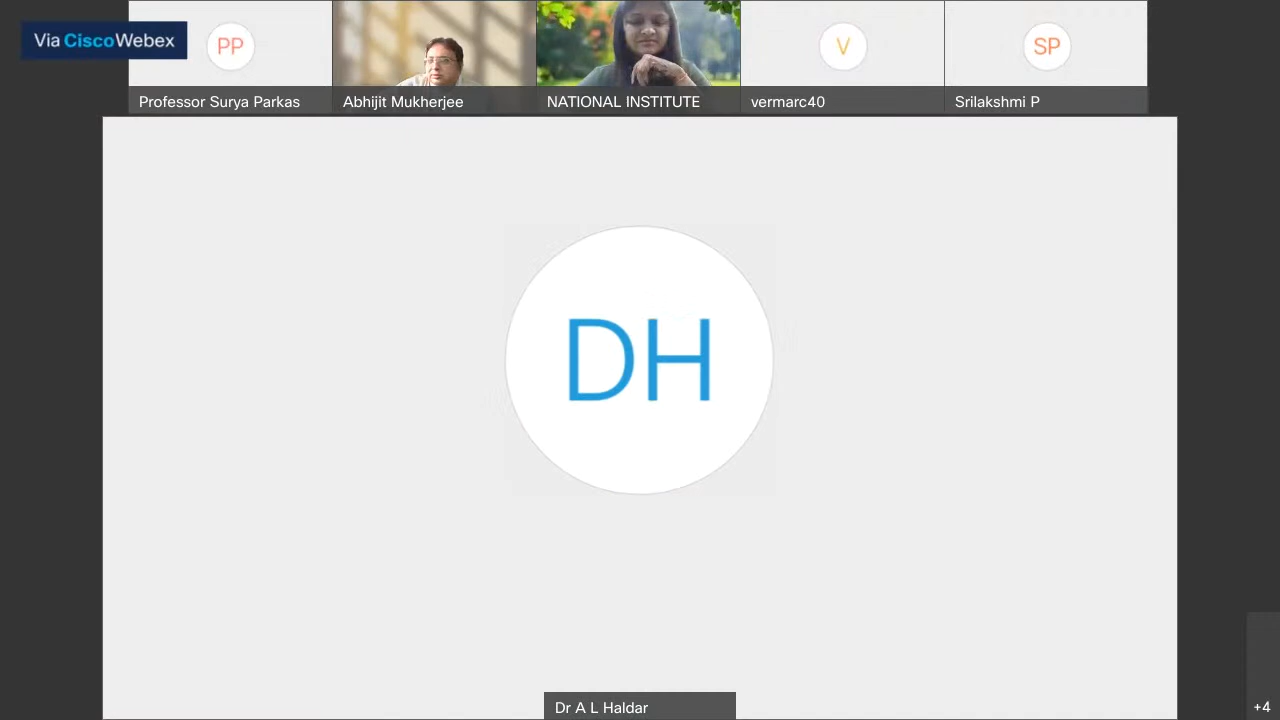 Via CiscoWebex
PP
V
SP
Professor Surya Parkas
Abhijit Mukherjee
NATIONAL INSTITUTE
vermarc40
Srilakshmi P
DH
Dr A L Haldar
+4